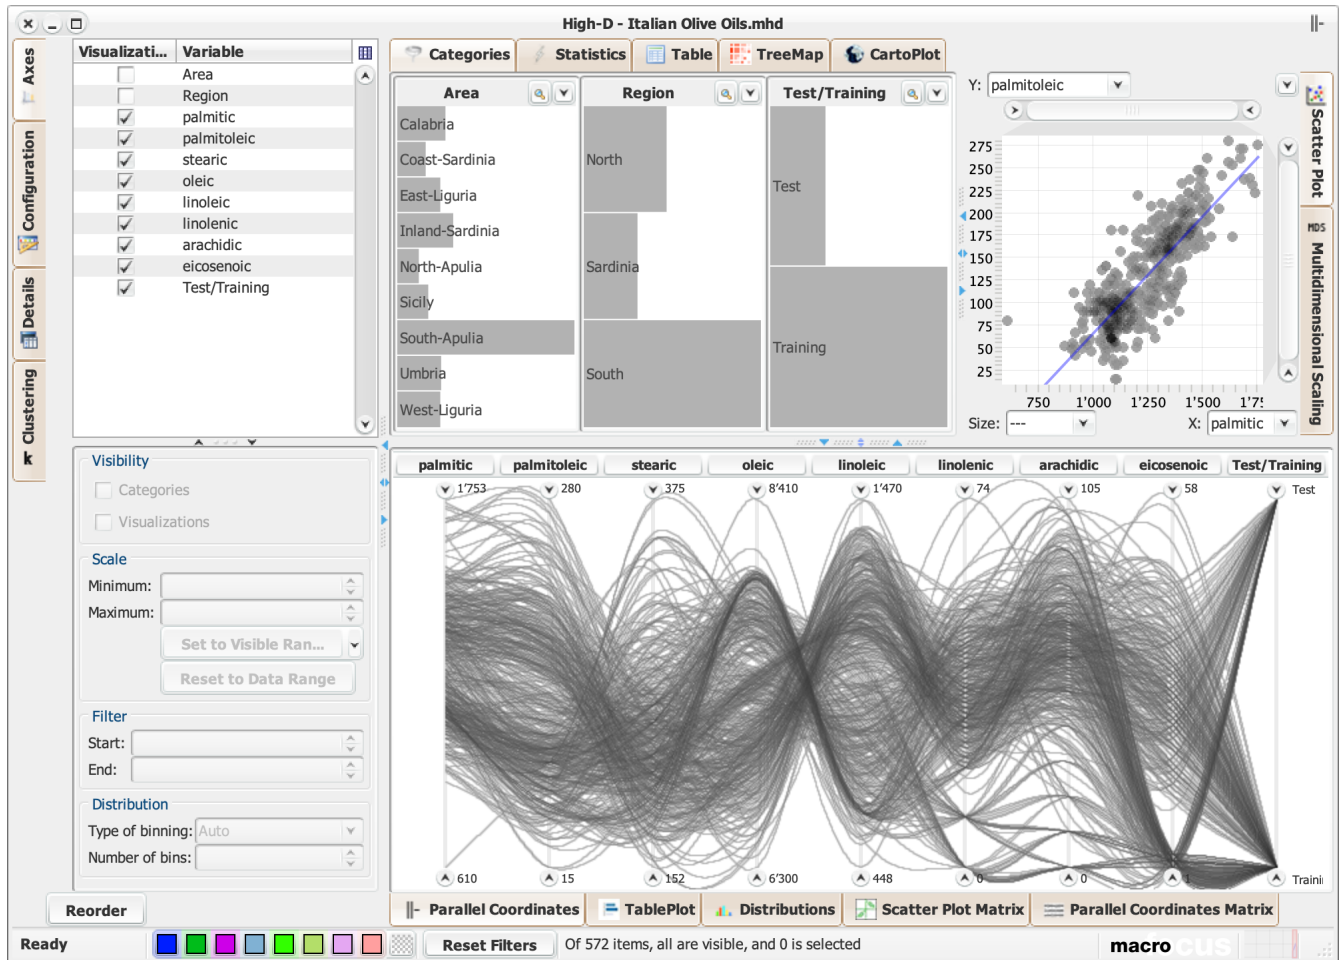 High-D - Italian Olive Oils.mhd
Axes
Configuration
Details
Clustering
k
Visualizati... Variable
Area
Region
palmitic
palmitoleic
stearic
oleic
linoleic
linolenic
arachidic
eicosenoic
Test/Training
Visibility
Categories
Visualizations
Scale
Minimum:
Maximum:
Set to Visible Ran...
Reset to Data Range
Filter
Start:
End:
Distribution
Type of binning: Auto
Number of bins:
Reorder
Categories Statistics Table TreeMap CartoPlot
Area Region Test/Training
Calabria
Coast-Sardinia
East-Liguria
Inland-Sardinia
North-Apulia
Sicily
South-Apulia
Umbria
West-Liguria
North
Sardinia
South
Test
Training
Y: palmitoleic
275
250
225
200
175
150
125
100
75
50
25
750 1'000 1'250 1'500 1'75
Size: --- X: palmitic
Scatter Plot
MDS
Multidimensional Scaling
palmitic palmitoleic stearic oleic linoleic linolenic arachidic eicosenoic Test/Training
1'753 280 375 8'410 1'470 74 105 58 Test
610 15 152 6'300 448 0 0 1 Traini
Parallel Coordinates TablePlot Distributions Scatter Plot Matrix Parallel Coordinates Matrix
Ready Reset Filters Of 572 items, all are visible, and 0 is selected macrofocus